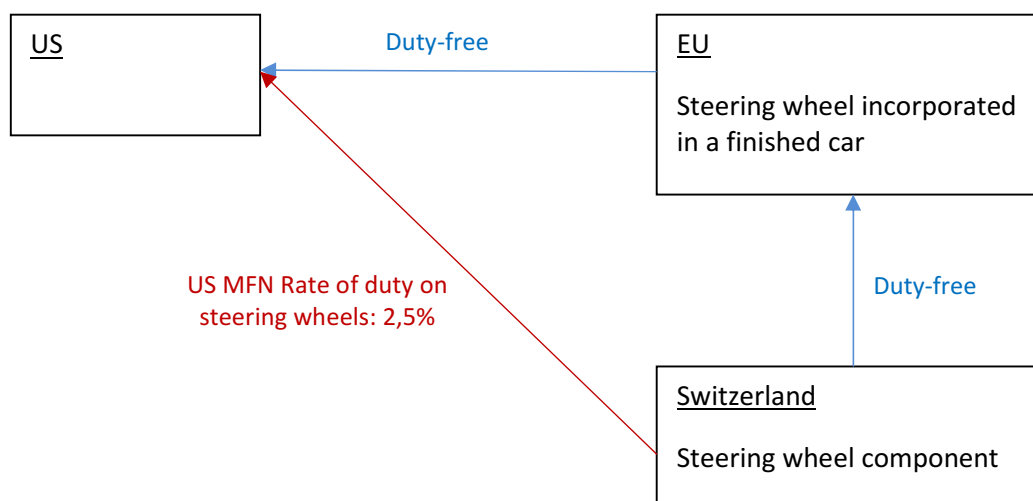 US
Duty-free
EU
Steering wheel incorporated
in a finished car
US MFN Rate of duty on
steering wheels: 2,5%
Duty-free
Switzerland
Steering wheel component